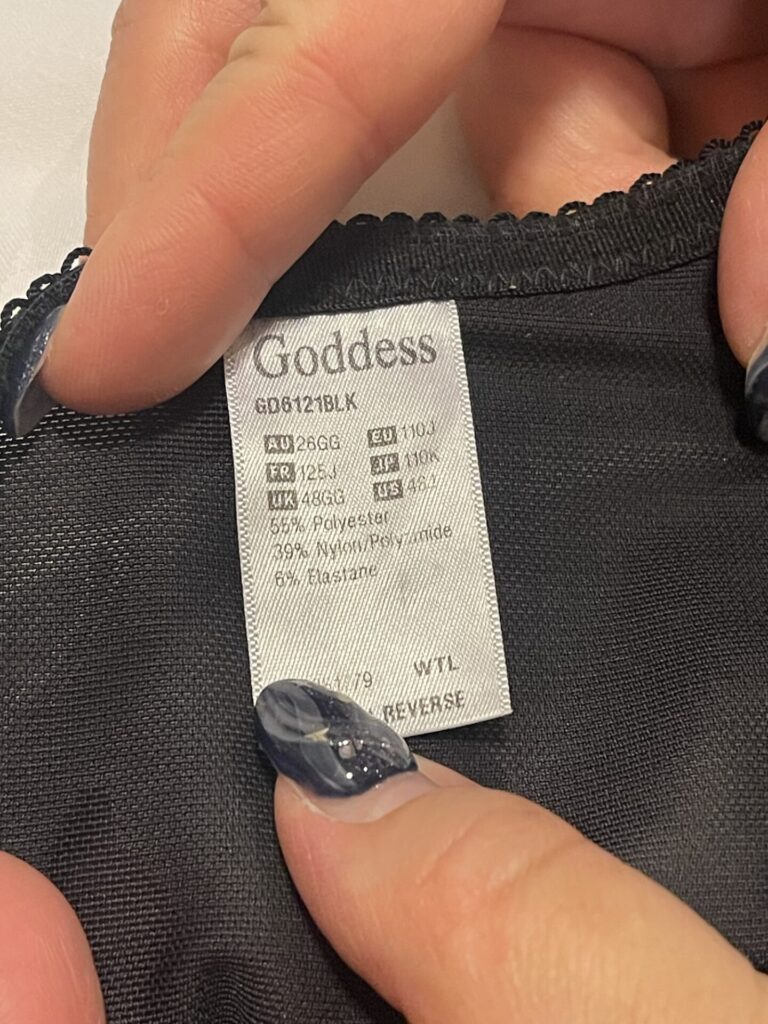 Goddess
GD6121BLK
AU 26GG EU 110J
FR 125J JP 110K
UK 48GG US 48J
55% Polyester
39% Nylon/Polyamide
6% Elastane
79 WTL
REVERSE